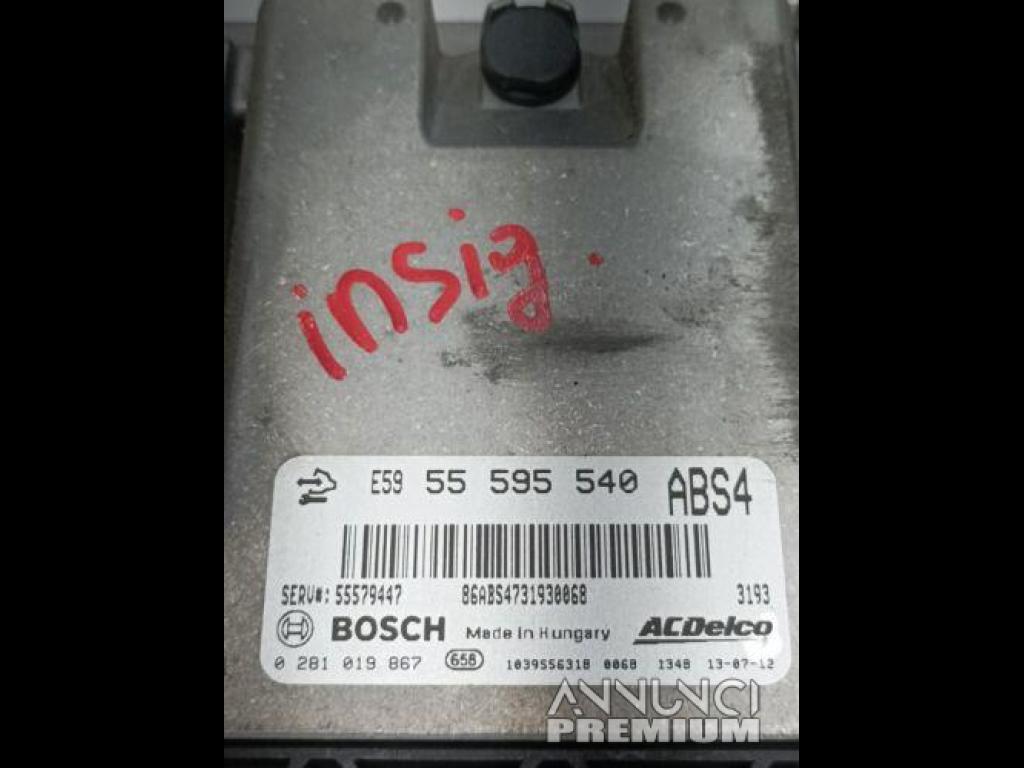 insig.
E59 55 595 540 ABS4
SERV#: 55579447 86ABS4731930068 3193
BOSCH Made in Hungary ACDelco
0 281 019 867 658 1039S56318 0068 1348 13-07-12
ANNUNCI
PREMIUM